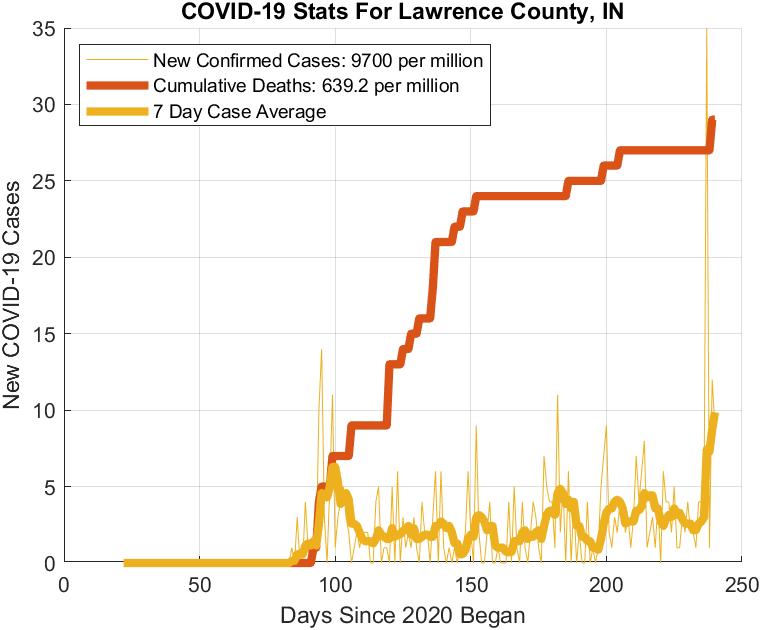 COVID-19 Stats For Lawrence County, IN
New Confirmed Cases: 9700 per million
Cumulative Deaths: 639.2 per million
7 Day Case Average
New COVID-19 Cases
35
30
25
20
15
10
5
0
0 50 100 150 200 250
Days Since 2020 Began